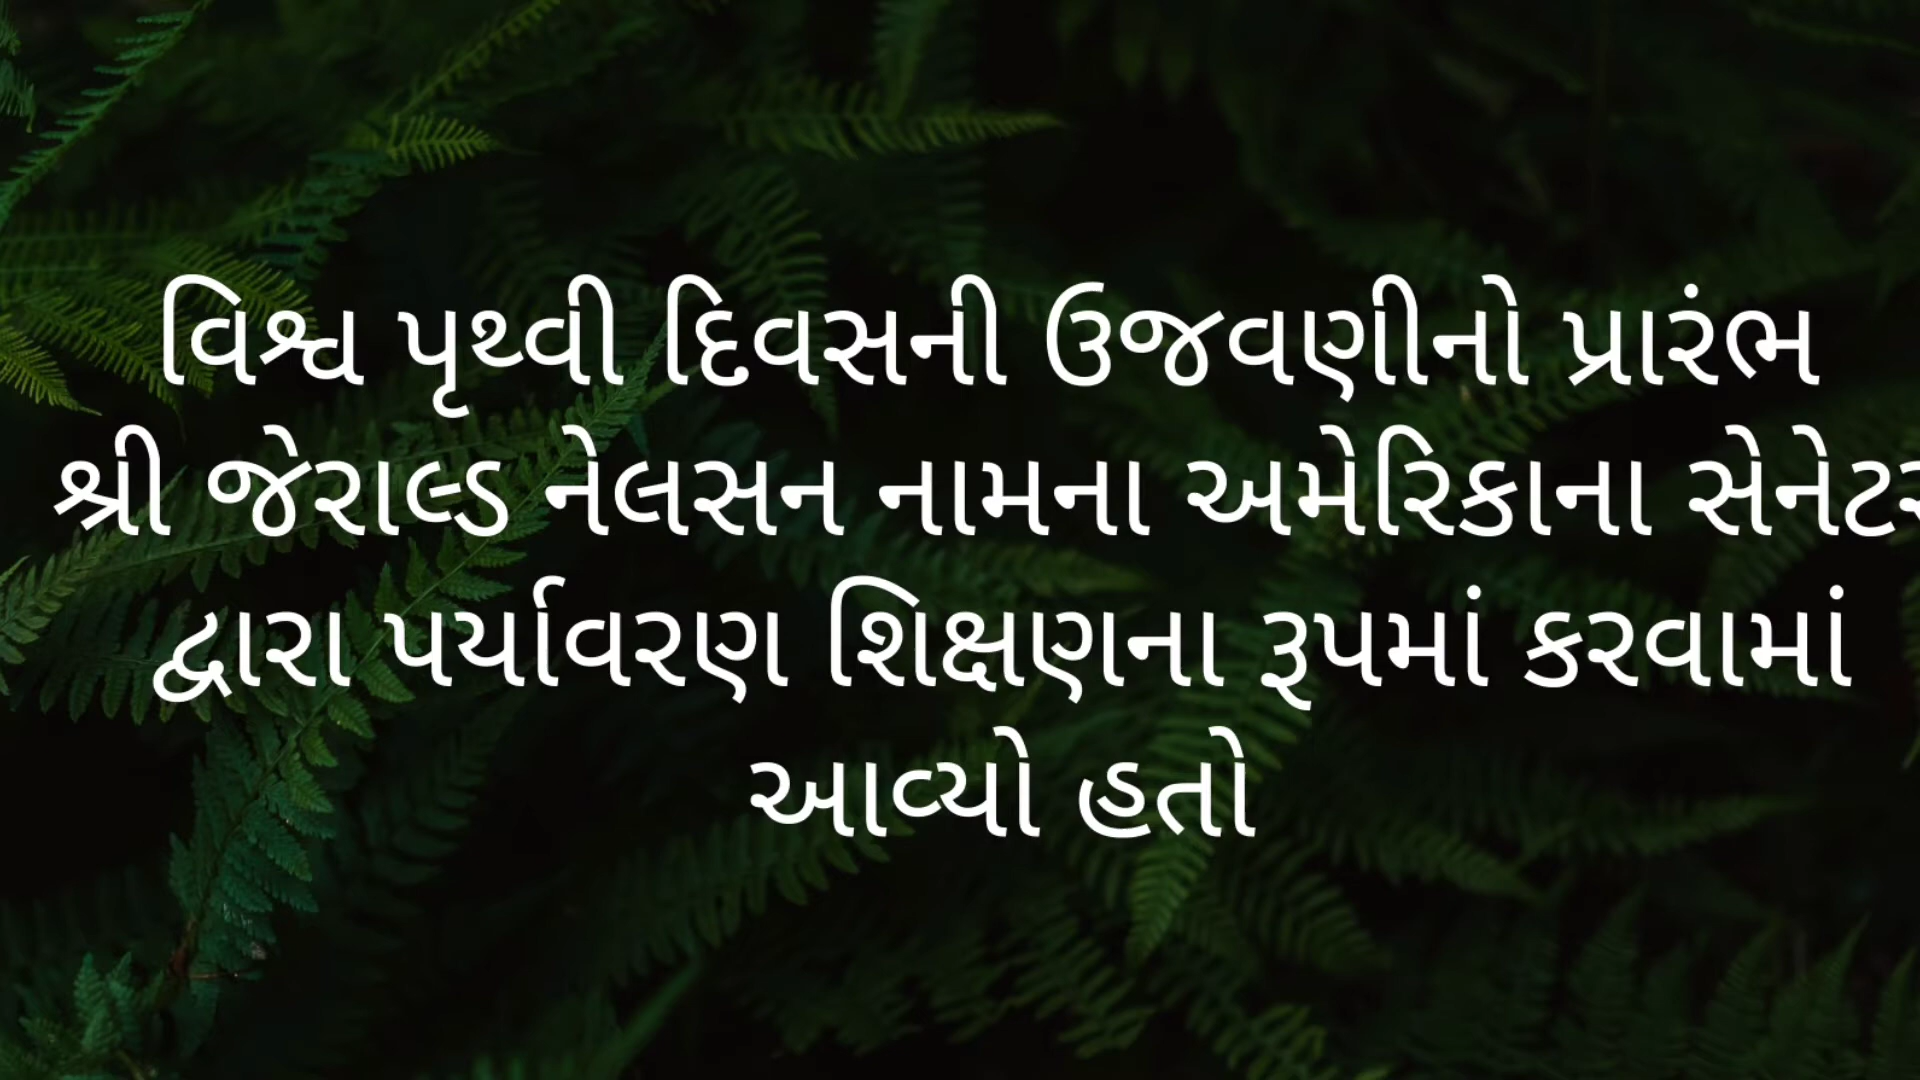 વિશ્વ પૃથ્વી દિવસની ઉજવણીનો પ્રારંભ
શ્રી જેરાલ્ડ નેલસન નામના અમેરિકાના સેનેટર
દ્વારા પર્યાવરણ શિક્ષણના રૂપમાં કરવામાં
આવ્યો હતો